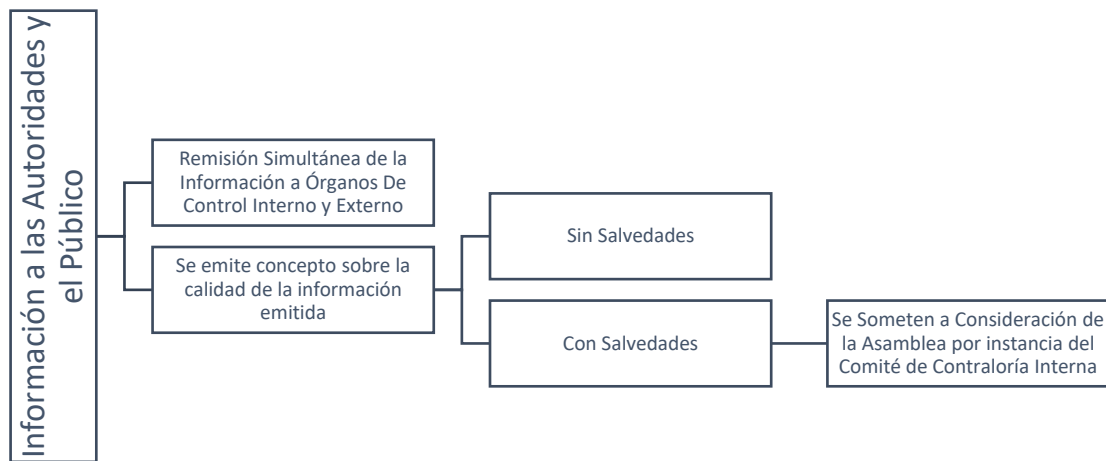 Información a las Autoridades y
el Público
Remisión Simultánea de la
Información a Órganos De
Control Interno y Externo
Se emite concepto sobre la
calidad de la información
emitida
Sin Salvedades
Con Salvedades
Se Someten a Consideración de
la Asamblea por instancia del
Comité de Contraloría Interna